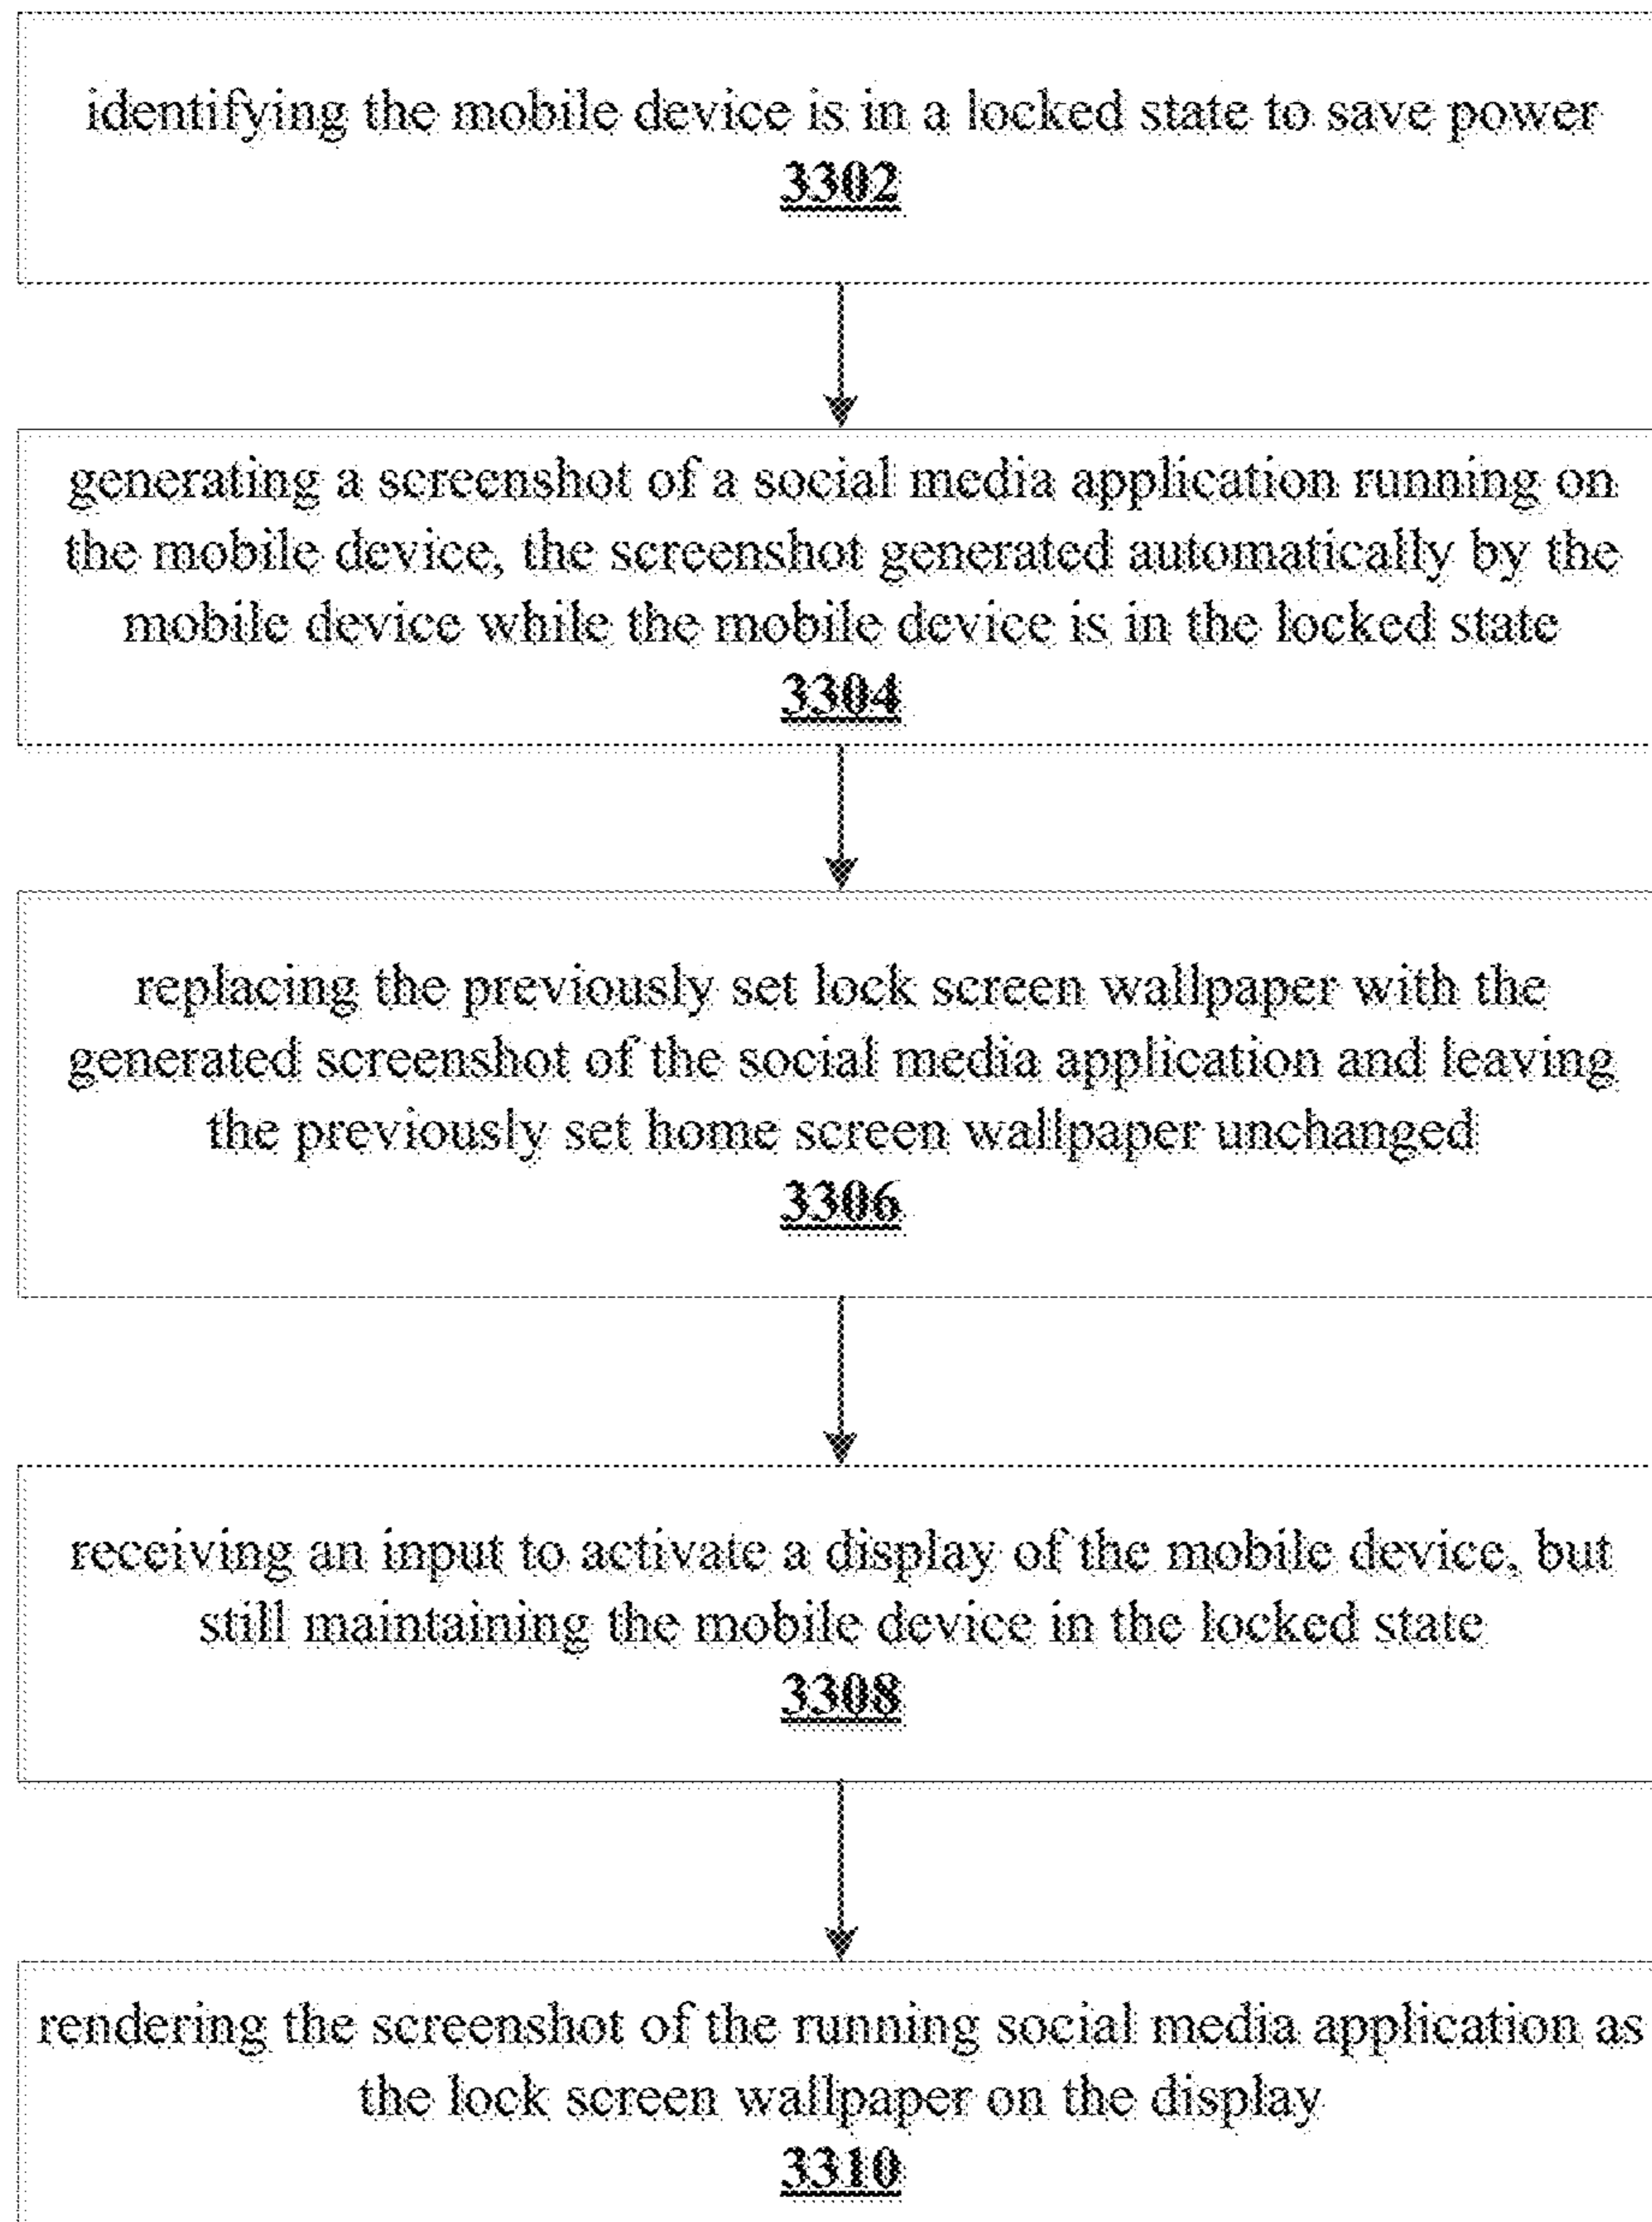 identifying the mobile device is in a locked state to save power
3302
generating a screenshot of a social media application running on
the mobile device, the screenshot generated automatically by the
mobile device while the mobile device is in the locked state
3304
replacing the previously set lock screen wallpaper with the
generated screenshot of the social media application and leaving
the previously set home screen wallpaper unchanged
3306
receiving an input to activate a display of the mobile device, but
still maintaining the mobile device in the locked state
3308
rendering the screenshot of the running social media application as
the lock screen wallpaper on the display
3310